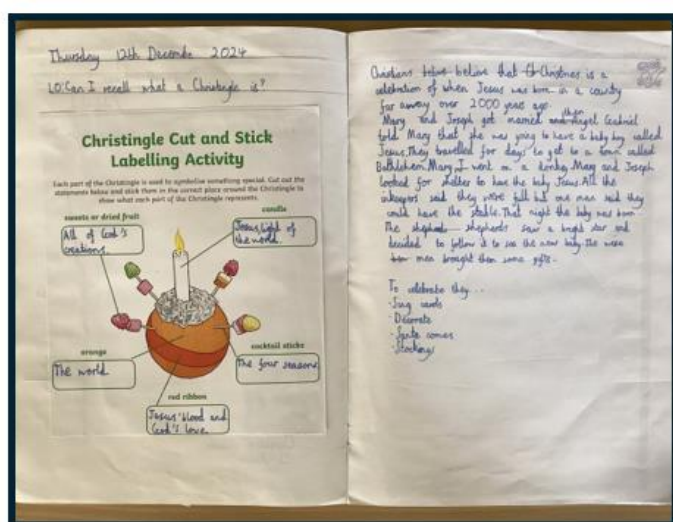 Thursday 12th December 2024
LO: Can I recall what a Christingle is?
Christingle Cut and Stick
Labelling Activity
Each part of the Christingle is used to symbolise something special. Cut out the
statements below and stick them in the correct place around the Christingle to
show what each part of the Christingle represents.
sweets or dried fruit
All of God's
creations.
candle
Jesus, light of
the world.
orange
The world
cocktail sticks
The four seasons
red ribbon
Jesus' blood and
God's love.
Christians believe that Christmas is a
celebration of when Jesus was born in a county
far away over 2000 years ago.
Mary and Joseph got married then Angel Gabriel
told Mary that she was going to have a baby boy called
Jesus. They travelled for days to get to a town called
Bethlehem. Mary went on a donkey. Mary and Joseph
looked for shelter to have the baby Jesus. All the
inkeepers said they were full but one man said they
could have the stable. That night the baby was born
The shepherds saw a bright star and
decided to follow it to see the new baby. the
men brought them some gifts.
To celebrate they...
· Sing carols
· Decorate
· Santa comes
· Stockings